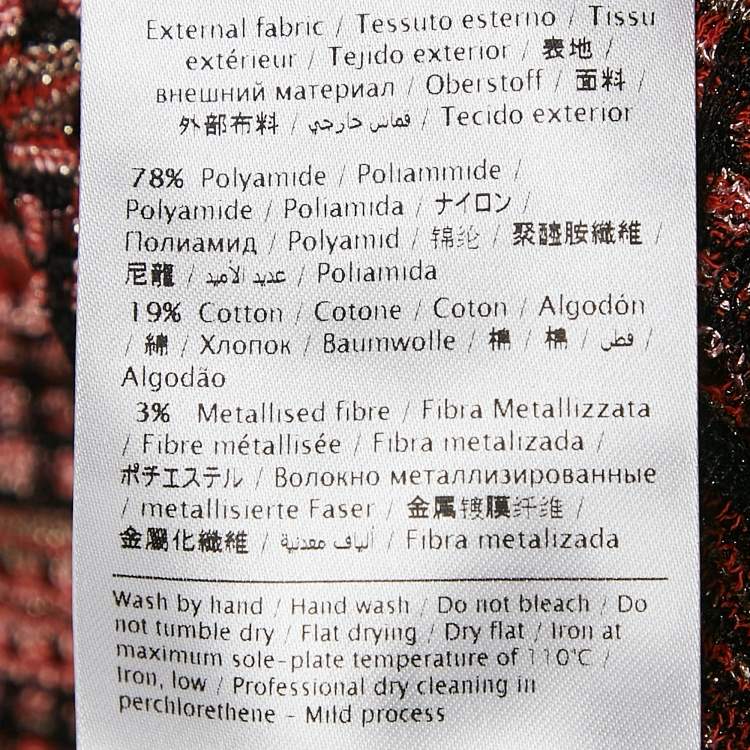 External fabric / Tessuto esterno / Tissu
extérieur / Tejido exterior / 表地 /
внешний материал / Oberstoff / 面料 /
外部布料 / قماس خارجي / Tecido exterior
78% Polyamide / Poliammide /
Polyamide / Poliamida / ナイロン /
Полиамид / Polyamid / 锦纶 / 聚醯胺纖維 /
尼龍 / عديد الأميد / Poliamida
19% Cotton / Cotone / Coton / Algodón
/ 綿 / Хлопок / Baumwolle / 棉 / 棉 / قطن /
Algodão
3% Metallised fibre / Fibra Metallizzata
/ Fibre métallisée / Fibra metalizada /
ポリエステル / Волокно металлизированные
/ metallisierte Faser / 金属镀膜纤维 /
金屬化纖維 / ألياف معدنية / Fibra metalizada
Wash by hand / Hand wash / Do not bleach / Do
not tumble dry / Flat drying / Dry flat / Iron at
maximum sole-plate temperature of 110°C /
Iron, low / Professional dry cleaning in
perchlorethene - Mild process